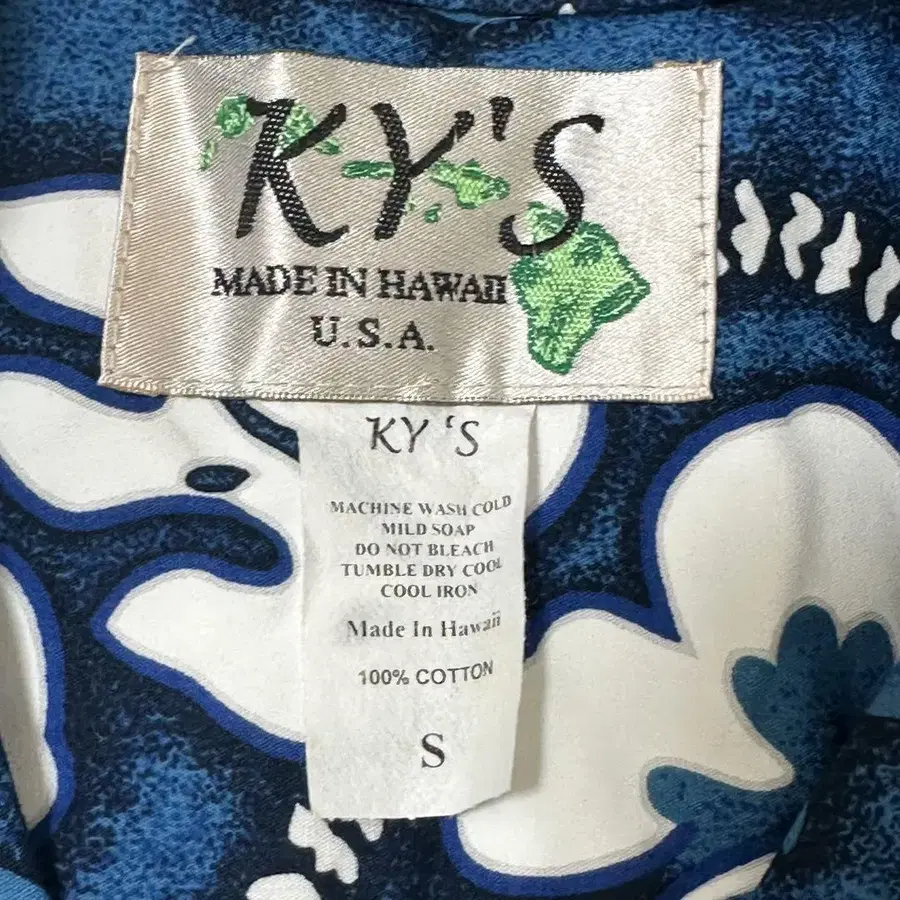 KY'S
MADE IN HAWAII
U.S.A.
KY 'S
MACHINE WASH COLD
MILD SOAP
DO NOT BLEACH
TUMBLE DRY COOL
COOL IRON
Made In Hawaii
100% COTTON
S